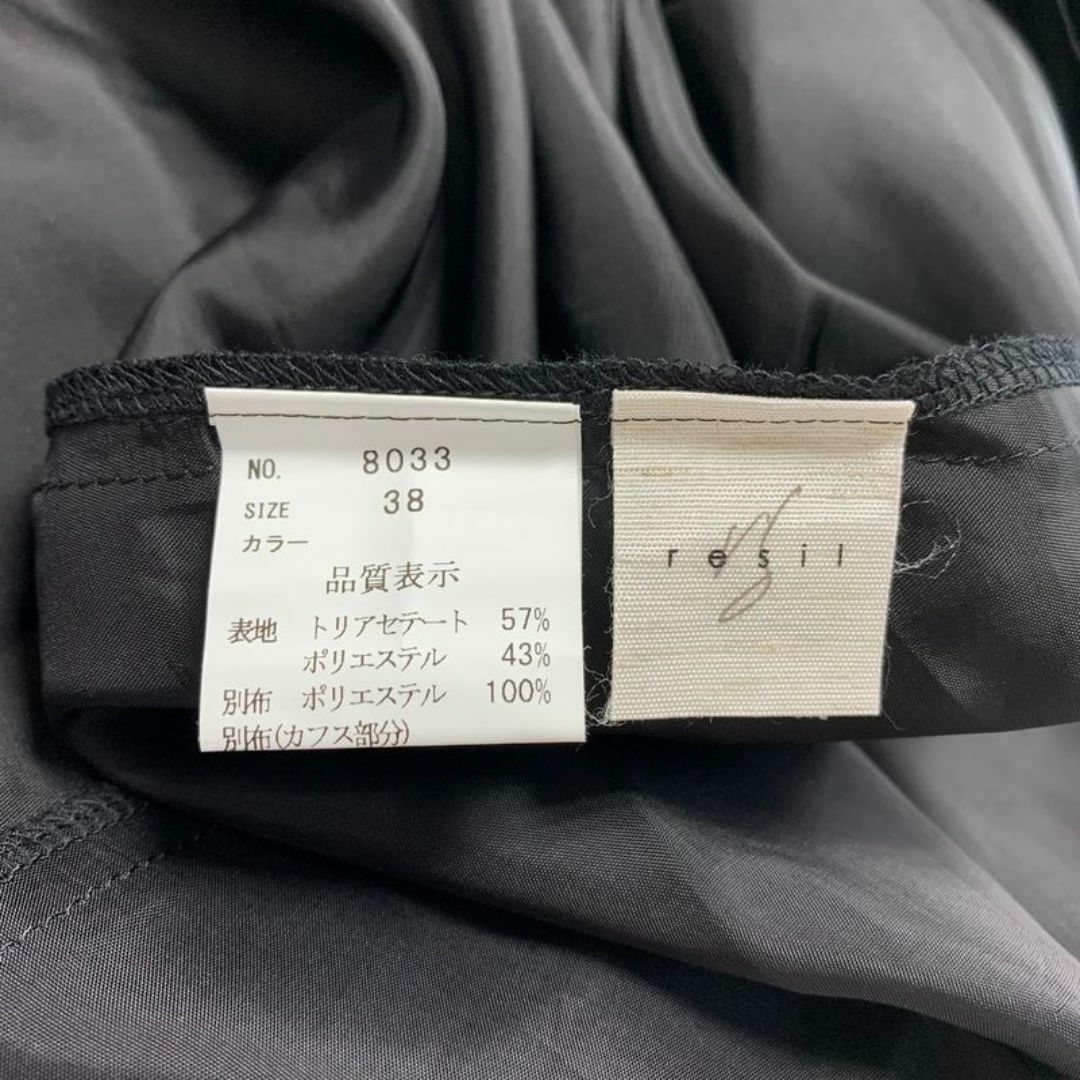 NO. 8033
SIZE 38
カラー
品質表示
表地 トリアセテート 57%
ポリエステル 43%
別布 ポリエステル 100%
別布(カフス部分)
resil